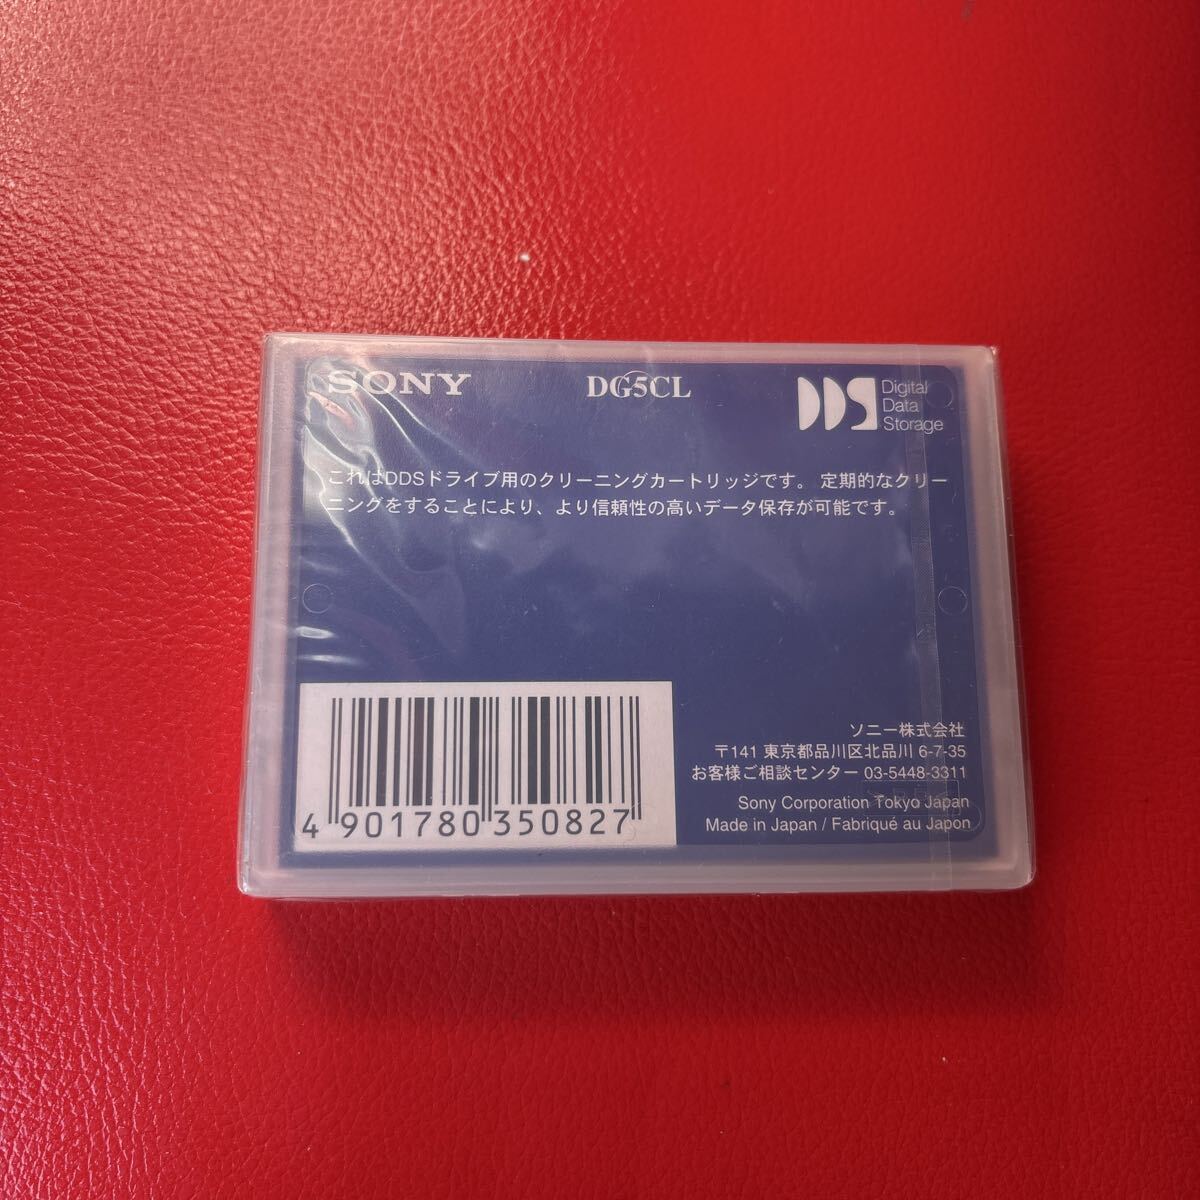 SONY
DG5CL
DDS Digital
Data
Storage
これはDDSドライブ用のクリーニングカートリッジです。 定期的なクリー
ニングをすることにより、より信頼性の高いデータ保存が可能です。
ソニー株式会社
〒141 東京都品川区北品川 6-7-35
お客様ご相談センター 03-5448-3311
Sony Corporation Tokyo Japan
Made in Japan / Fabriqué au Japon
4 901780 350827